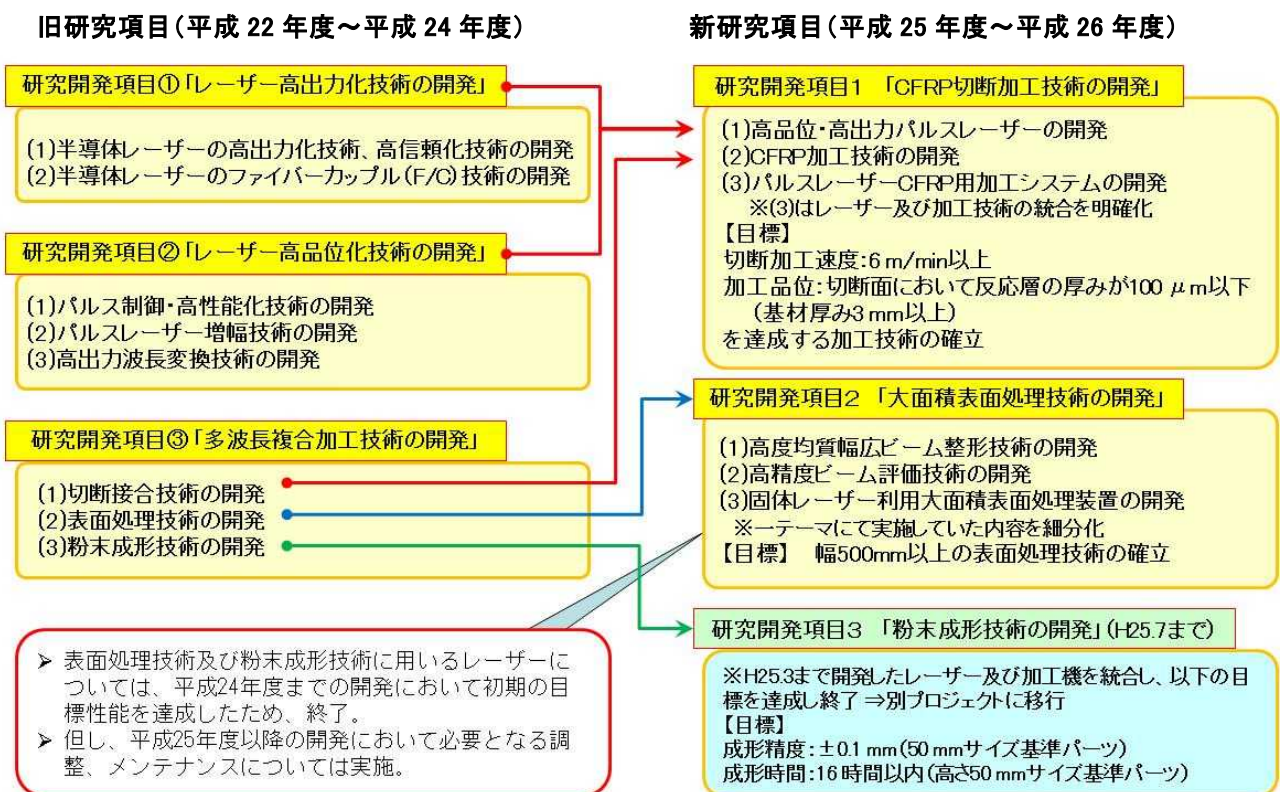 旧研究項目(平成 22 年度～平成 24 年度)
研究開発項目①「レーザー高出力化技術の開発」
(1)半導体レーザーの高出力化技術、高信頼化技術の開発
(2)半導体レーザーのファイバーカップル(F/C)技術の開発
研究開発項目②「レーザー高品位化技術の開発」
(1)パルス制御・高性能化技術の開発
(2)パルスレーザー増幅技術の開発
(3)高出力波長変換技術の開発
研究開発項目③「多波長複合加工技術の開発」
(1)切断接合技術の開発
(2)表面処理技術の開発
(3)粉末成形技術の開発
➢ 表面処理技術及び粉末成形技術に用いるレーザーに
ついては、平成24年度までの開発において初期の目
標性能を達成したため、終了。
➢ 但し、平成25年度以降の開発において必要となる調
整、メンテナンスについては実施。
新研究項目(平成 25 年度～平成 26 年度)
研究開発項目1 「CFRP切断加工技術の開発」
(1)高品位・高出力パルスレーザーの開発
(2)CFRP加工技術の開発
(3)パルスレーザーCFRP用加工システムの開発
※(3)はレーザー及び加工技術の統合を明確化
【目標】
切断加工速度:6 m/min以上
加工品位:切断面において反応層の厚みが100 μm以下
(基材厚み3 mm以上)
を達成する加工技術の確立
研究開発項目2 「大面積表面処理技術の開発」
(1)高度均質幅広ビーム整形技術の開発
(2)高精度ビーム評価技術の開発
(3)固体レーザー利用大面積表面処理装置の開発
※一テーマにて実施していた内容を細分化
【目標】 幅500mm以上の表面処理技術の確立
研究開発項目3 「粉末成形技術の開発」(H25.7まで)
※H25.3まで開発したレーザー及び加工機を統合し、以下の目
標を達成し終了 ⇒別プロジェクトに移行
【目標】
成形精度:±0.1 mm(50 mmサイズ基準パーツ)
成形時間:16 時間以内(高さ50 mmサイズ基準パーツ)